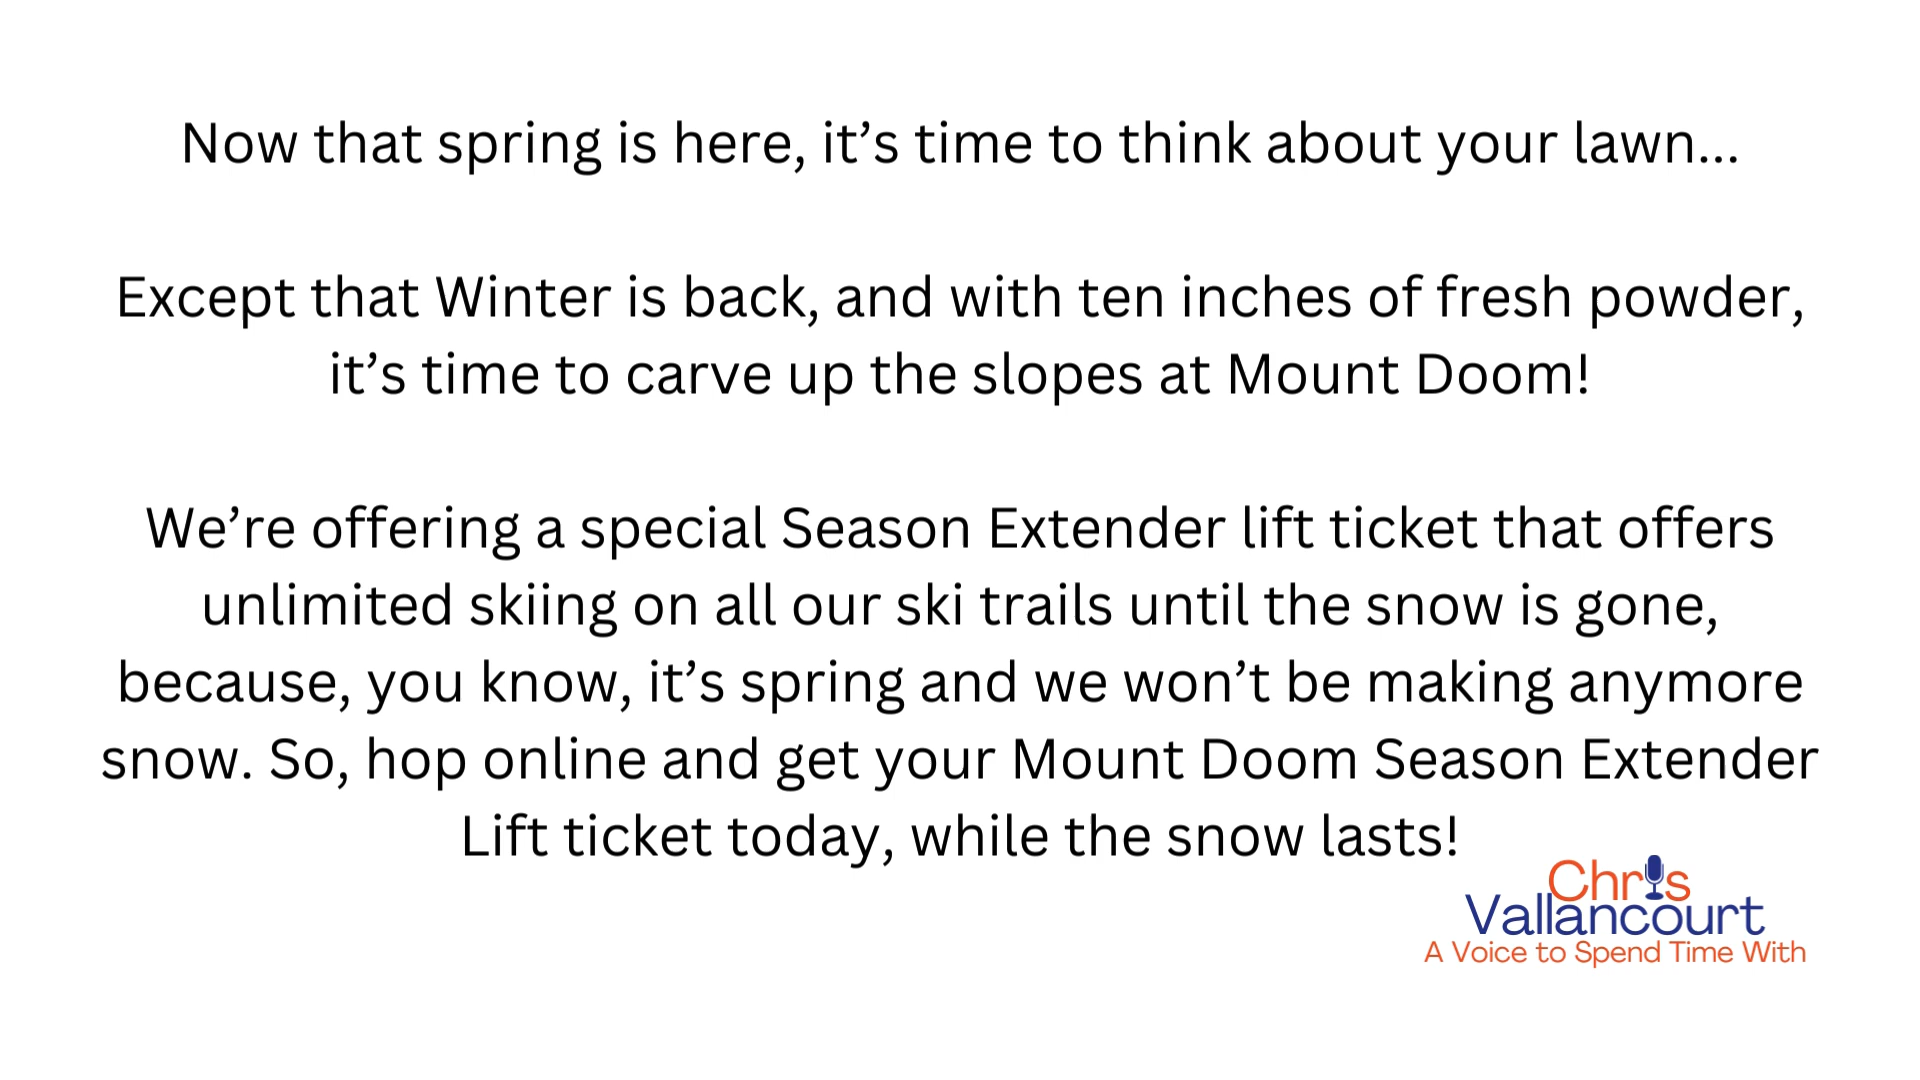 Now that spring is here, it’s time to think about your lawn...
Except that Winter is back, and with ten inches of fresh powder,
it’s time to carve up the slopes at Mount Doom!
We’re offering a special Season Extender lift ticket that offers
unlimited skiing on all our ski trails until the snow is gone,
because, you know, it’s spring and we won’t be making anymore
snow. So, hop online and get your Mount Doom Season Extender
Lift ticket today, while the snow lasts!
Chris
Vallancourt
A Voice to Spend Time With